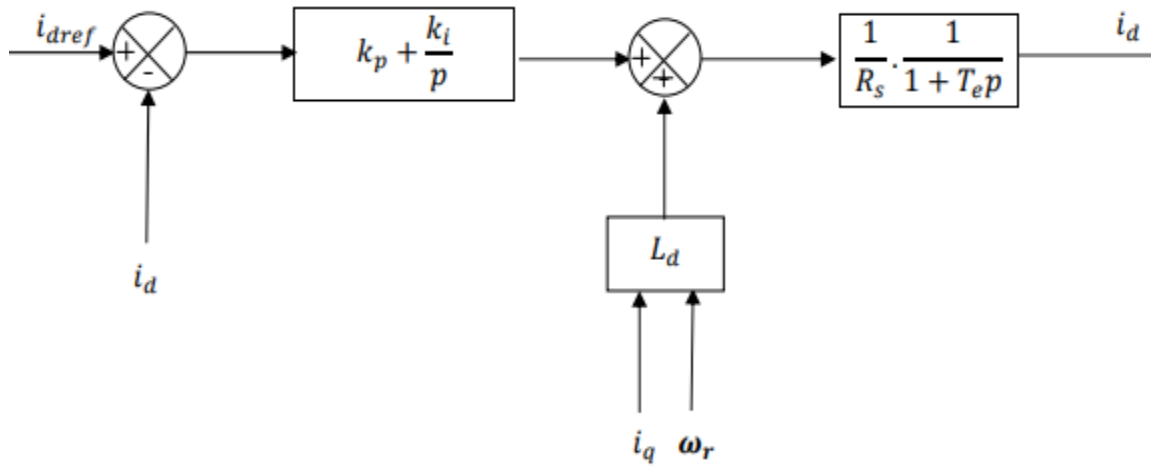 i_dref + -
k_p + k_i/p
+ +
1/R_s . 1/(1 + T_e p)
i_d
L_d
i_d
i_q ω_r